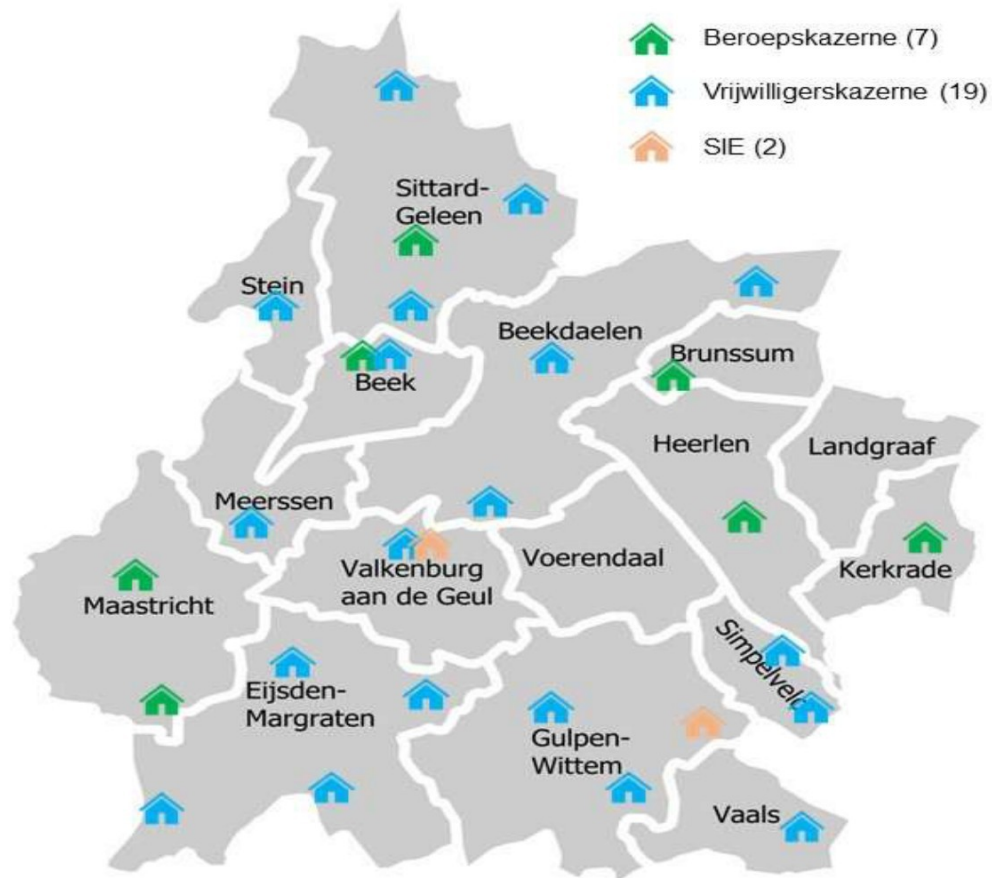 Beroepskazerne (7)
Vrijwilligerskazerne (19)
SIE (2)
Sittard-
Geleen
Stein
Beekdaelen
Brunssum
Beek
Heerlen
Landgraaf
Meerssen
Voerendaal
Valkenburg
aan de Geul
Kerkrade
Maastricht
Simpelveld
Eijsden-
Margraten
Gulpen-
Wittem
Vaals